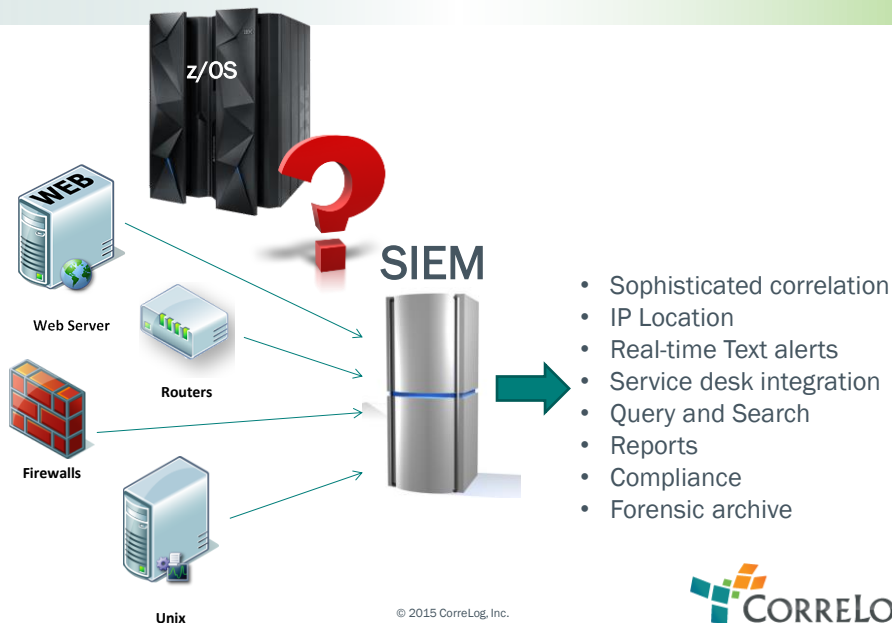 z/OS
WEB
SIEM
Web Server
Routers
Firewalls
Unix
• Sophisticated correlation
• IP Location
• Real-time Text alerts
• Service desk integration
• Query and Search
• Reports
• Compliance
• Forensic archive
© 2015 CorreLog, Inc.
CORRELO